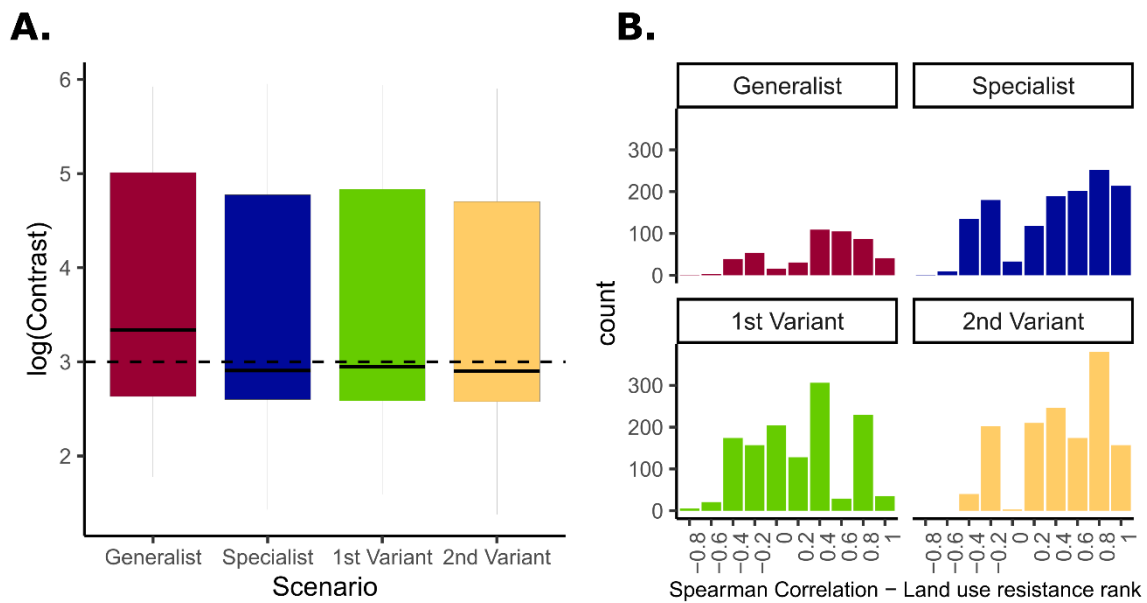 A.
6
5
4
3
2
log(Contrast)
Generalist Specialist 1st Variant 2nd Variant
Scenario
B.
Generalist Specialist
300
200
100
0
1st Variant 2nd Variant
300
200
100
0
count
−0.8 −0.6 −0.4 −0.2 0 0.2 0.4 0.6 0.8 1 −0.8 −0.6 −0.4 −0.2 0 0.2 0.4 0.6 0.8 1
Spearman Correlation − Land use resistance rank